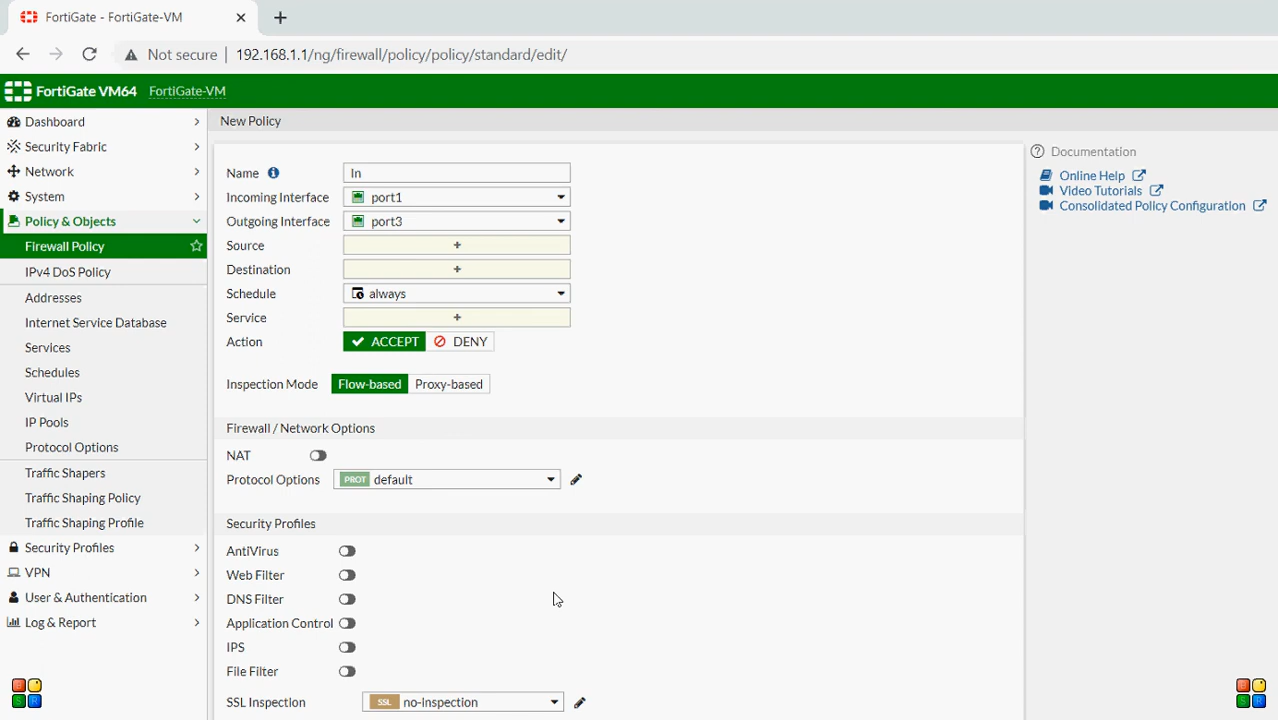 FortiGate - FortiGate-VM
Not secure 192.168.1.1/ng/firewall/policy/policy/standard/edit/
FortiGate VM64 FortiGate-VM
Dashboard
Security Fabric
Network
System
Policy & Objects
Firewall Policy
IPv4 DoS Policy
Addresses
Internet Service Database
Services
Schedules
Virtual IPs
IP Pools
Protocol Options
Traffic Shapers
Traffic Shaping Policy
Traffic Shaping Profile
Security Profiles
VPN
User & Authentication
Log & Report
New Policy
Name In
Incoming Interface port1
Outgoing Interface port3
Source +
Destination +
Schedule always
Service +
Action ACCEPT DENY
Inspection Mode Flow-based Proxy-based
Firewall / Network Options
NAT
Protocol Options PROT default
Security Profiles
AntiVirus
Web Filter
DNS Filter
Application Control
IPS
File Filter
SSL Inspection SSL no-inspection
Documentation
Online Help
Video Tutorials
Consolidated Policy Configuration
B
S R
B
S R